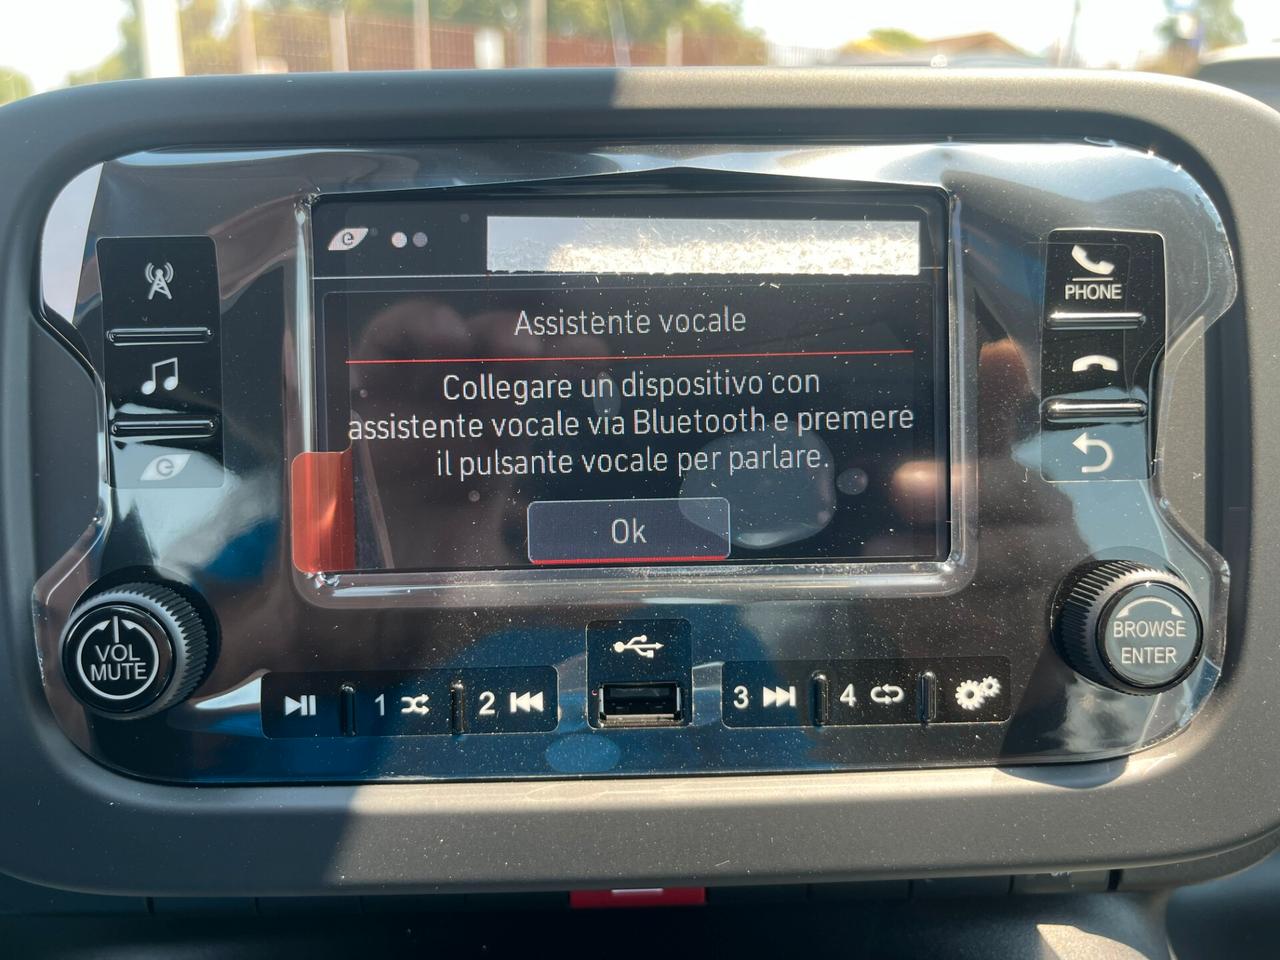 Assistente vocale
Collegare un dispositivo con
assistente vocale via Bluetooth e premere
il pulsante vocale per parlare.
Ok
PHONE
VOL
MUTE
BROWSE
ENTER
1
2
3
4